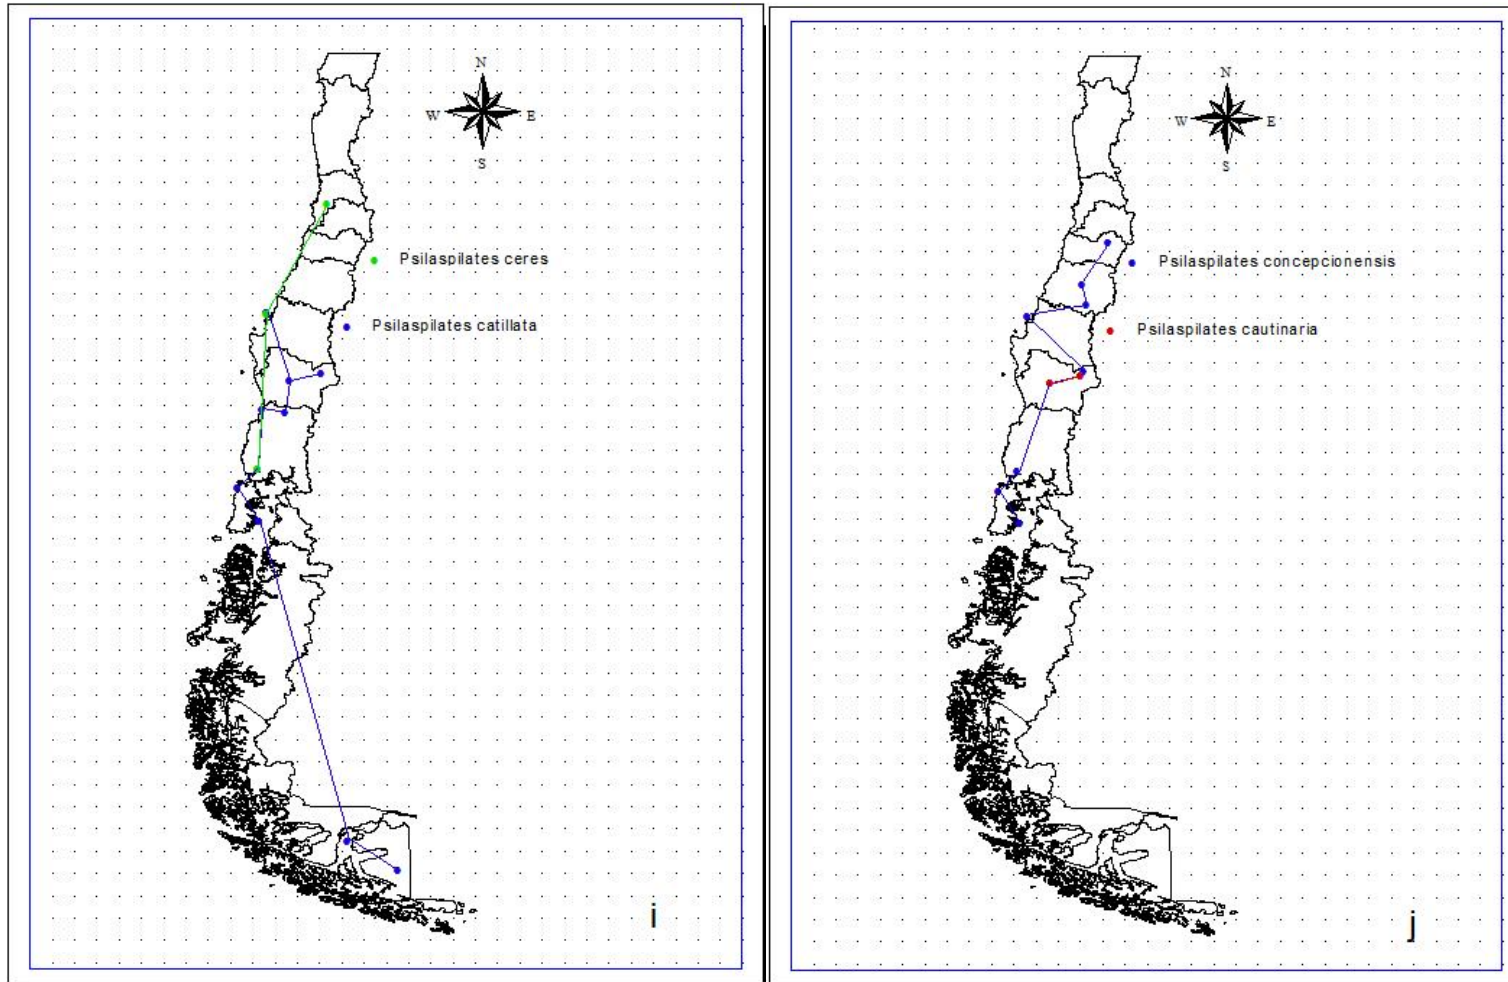 N
W E
S
Psilaspilates ceres
Psilaspilates catillata
i
N
W E
S
Psilaspilates concepcionensis
Psilaspilates cautinaria
j